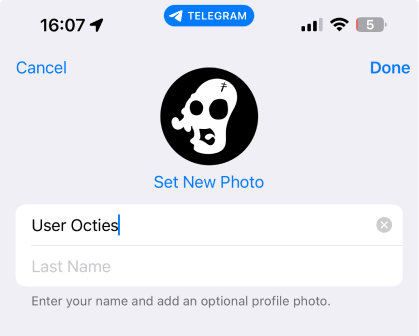 16:07
TELEGRAM
5
Cancel
Done
Set New Photo
User Octies
Last Name
Enter your name and add an optional profile photo.